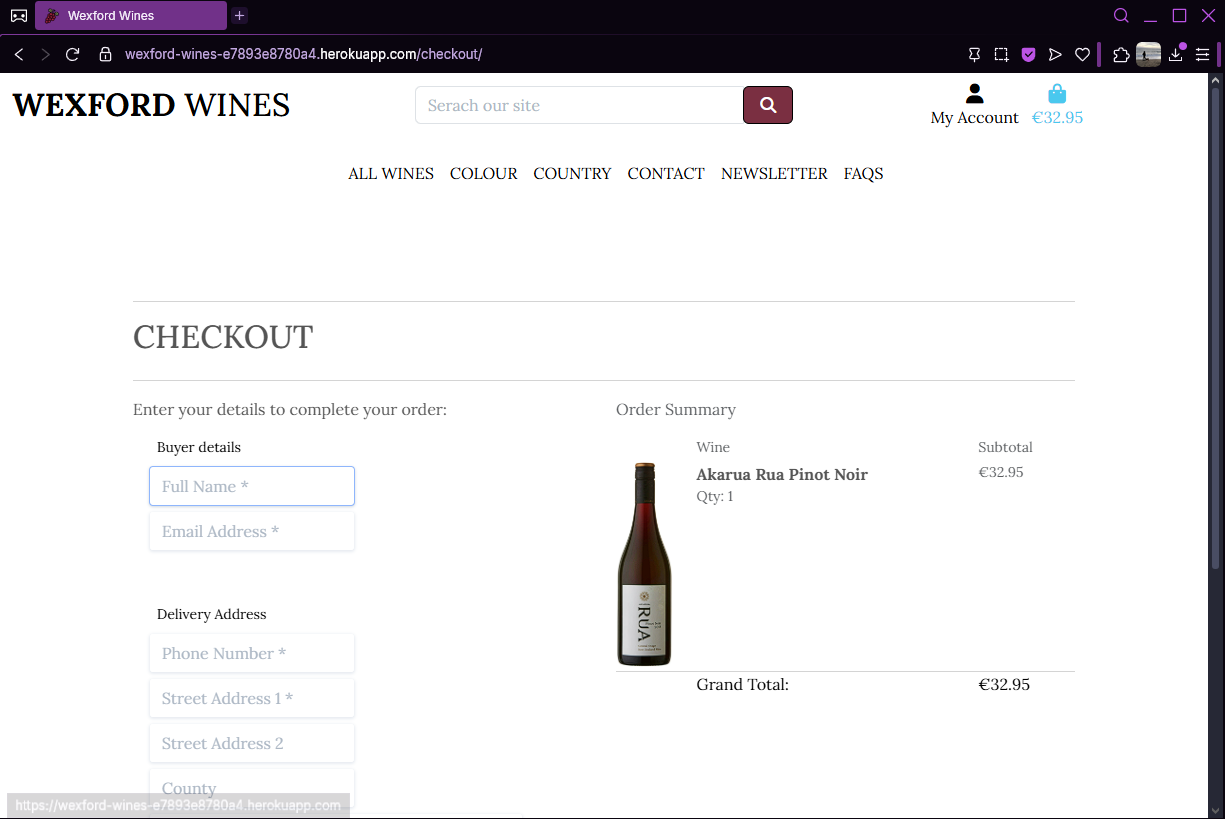 Wexford Wines
wexford-wines-e7893e8780a4.herokuapp.com/checkout/
WEXFORD WINES
Serach our site
My Account
€32.95
ALL WINES COLOUR COUNTRY CONTACT NEWSLETTER FAQS
CHECKOUT
Enter your details to complete your order:
Buyer details
Full Name *
Email Address *
Delivery Address
Phone Number *
Street Address 1 *
Street Address 2
County
Order Summary
Wine Subtotal
Akarua Rua Pinot Noir €32.95
Qty: 1
RUA
Grand Total: €32.95
https://wexford-wines-e7893e8780a4.herokuapp.com